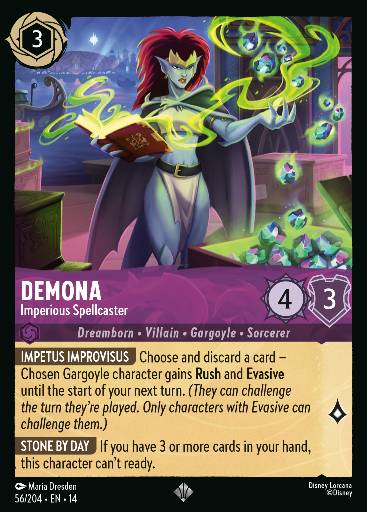 3
DEMONA
Imperious Spellcaster
4
3
Dreamborn • Villain • Gargoyle • Sorcerer
IMPETUS IMPROVISUS Choose and discard a card –
Chosen Gargoyle character gains Rush and Evasive
until the start of your next turn. (They can challenge
the turn they're played. Only characters with Evasive can
challenge them.)
STONE BY DAY If you have 3 or more cards in your hand,
this character can't ready.
Maria Dresden
56/204 • EN • 14
Disney Lorcana
©Disney